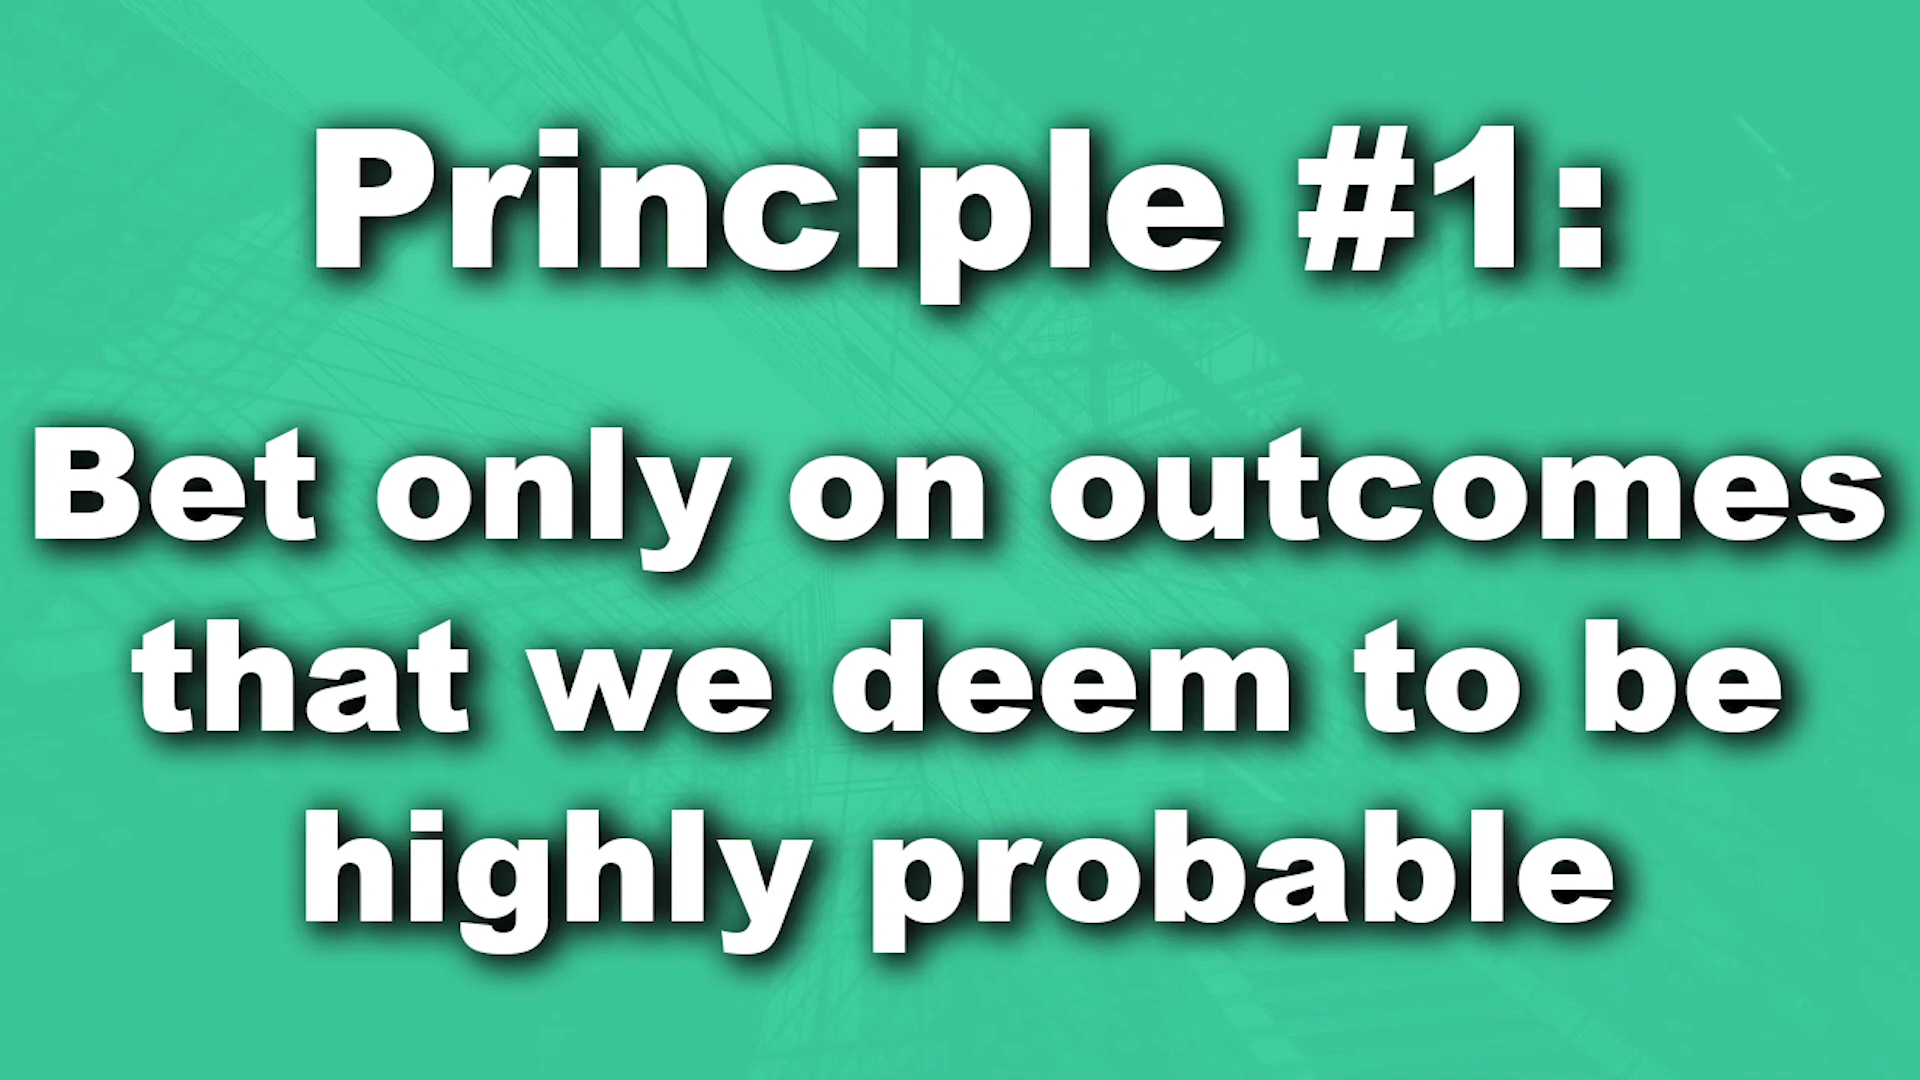 Principle #1:
Bet only on outcomes
that we deem to be
highly probable